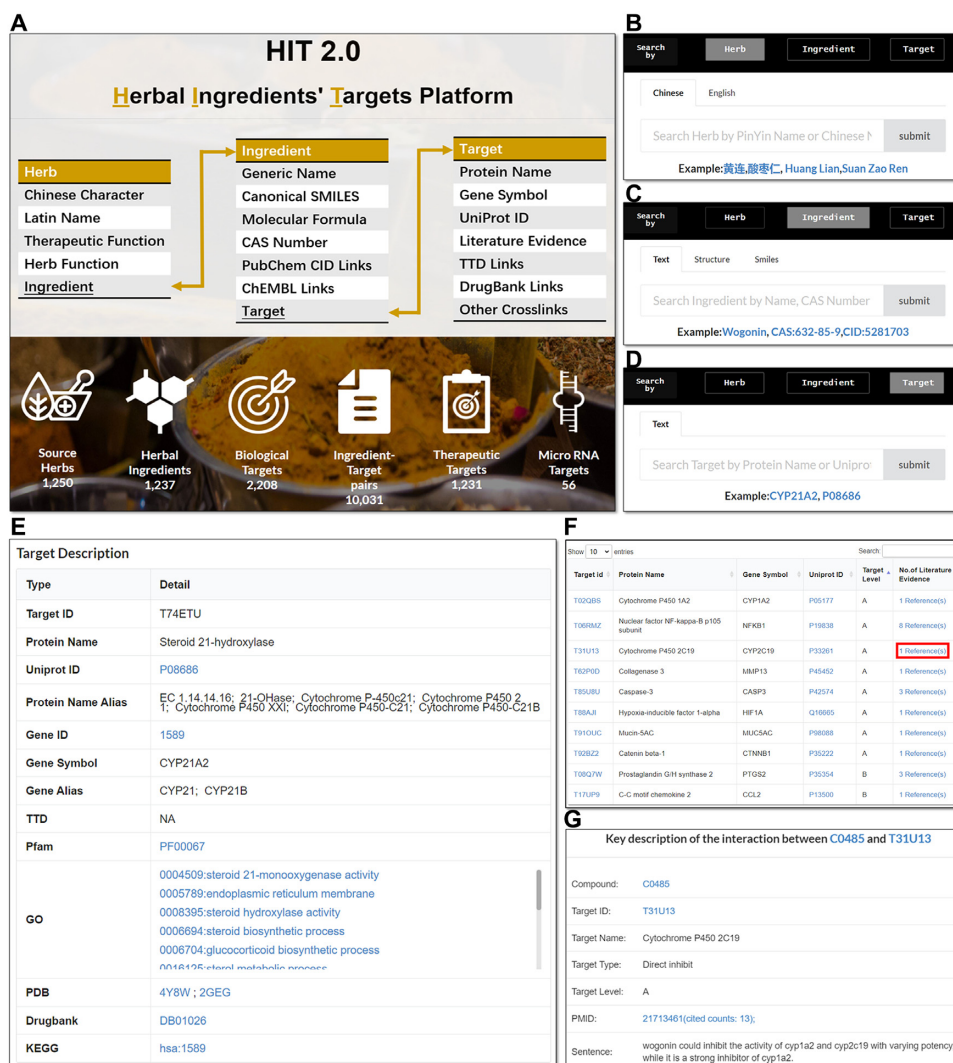 A
HIT 2.0
Herbal Ingredients' Targets Platform
Herb
Chinese Character
Latin Name
Therapeutic Function
Herb Function
Ingredient
Ingredient
Generic Name
Canonical SMILES
Molecular Formula
CAS Number
PubChem CID Links
ChEMBL Links
Target
Target
Protein Name
Gene Symbol
UniProt ID
Literature Evidence
TTD Links
DrugBank Links
Other Crosslinks
Source
Herbs
1,250
Herbal
Ingredients
1,237
Biological
Targets
2,208
Ingredient-
Target
pairs
10,031
Therapeutic
Targets
1,231
Micro RNA
Targets
56
B
Search
by
Herb
Ingredient
Target
Chinese
English
Search Herb by PinYin Name or Chinese N
submit
Example:黄连,酸枣仁, Huang Lian,Suan Zao Ren
C
Search
by
Herb
Ingredient
Target
Text
Structure
Smiles
Search Ingredient by Name, CAS Number
submit
Example:Wogonin, CAS:632-85-9,CID:5281703
D
Search
by
Herb
Ingredient
Target
Text
Search Target by Protein Name or Unipro
submit
Example:CYP21A2, P08686
E
Target Description
Type Detail
Target ID T74ETU
Protein Name Steroid 21-hydroxylase
Uniprot ID P08686
Protein Name Alias EC 1.14.14.16; 21-OHase; Cytochrome P-450c21; Cytochrome P450 2
1; Cytochrome P450 XXI; Cytochrome P450-C21; Cytochrome P450-C21B
Gene ID 1589
Gene Symbol CYP21A2
Gene Alias CYP21; CYP21B
TTD NA
Pfam PF00067
GO
0004509:steroid 21-monooxygenase activity
0005789:endoplasmic reticulum membrane
0008395:steroid hydroxylase activity
0006694:steroid biosynthetic process
0006704:glucocorticoid biosynthetic process
0016125:sterol metabolic process
PDB 4Y8W ; 2GEG
Drugbank DB01026
KEGG hsa:1589
F
Show 10 entries Search:
Target id Protein Name Gene Symbol Uniprot ID Target Level No.of Literature Evidence
T02QBS Cytochrome P450 1A2 CYP1A2 P05177 A 1 Reference(s)
T06RMZ Nuclear factor NF-kappa-B p105 subunit NFKB1 P19838 A 8 Reference(s)
T31U13 Cytochrome P450 2C19 CYP2C19 P33261 A 1 Reference(s)
T62P0D Collagenase 3 MMP13 P45452 A 1 Reference(s)
T85U8U Caspase-3 CASP3 P42574 A 3 Reference(s)
T88AJI Hypoxia-inducible factor 1-alpha HIF1A Q16665 A 1 Reference(s)
T91OUC Mucin-5AC MUC5AC P98088 A 1 Reference(s)
T92BZ2 Catenin beta-1 CTNNB1 P35222 A 1 Reference(s)
T08Q7W Prostaglandin G/H synthase 2 PTGS2 P35354 B 3 Reference(s)
T17UP9 C-C motif chemokine 2 CCL2 P13500 B 1 Reference(s)
G
Key description of the interaction between C0485 and T31U13
Compound: C0485
Target ID: T31U13
Target Name: Cytochrome P450 2C19
Target Type: Direct inhibit
Target Level: A
PMID: 21713461(cited counts: 13);
Sentence: wogonin could inhibit the activity of cyp1a2 and cyp2c19 with varying potency,
while it is a strong inhibitor of cyp1a2.